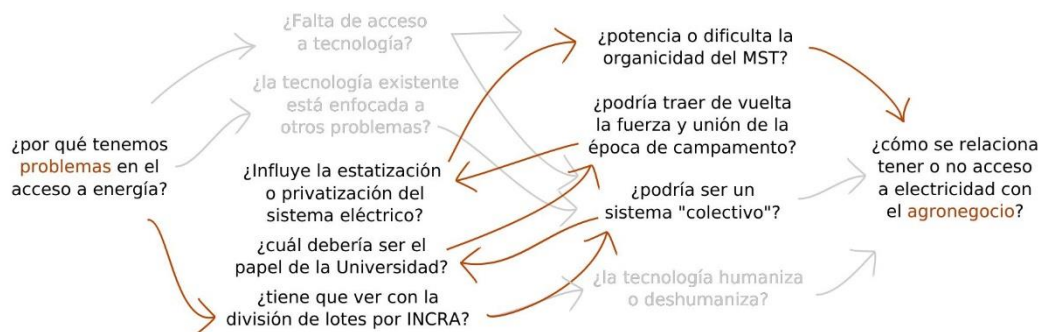 ¿por qué tenemos
problemas en el
acceso a energía?
¿Falta de acceso
a tecnología?
¿la tecnología existente
está enfocada a
otros problemas?
¿Influye la estatización
o privatización del
sistema eléctrico?
¿cuál debería ser el
papel de la Universidad?
¿tiene que ver con la
división de lotes por INCRA?
¿potencia o dificulta la
organicidad del MST?
¿podría traer de vuelta
la fuerza y unión de la
época de campamento?
¿podría ser un
sistema "colectivo"?
¿la tecnología humaniza
o deshumaniza?
¿cómo se relaciona
tener o no acceso
a electricidad con
el agronegocio?